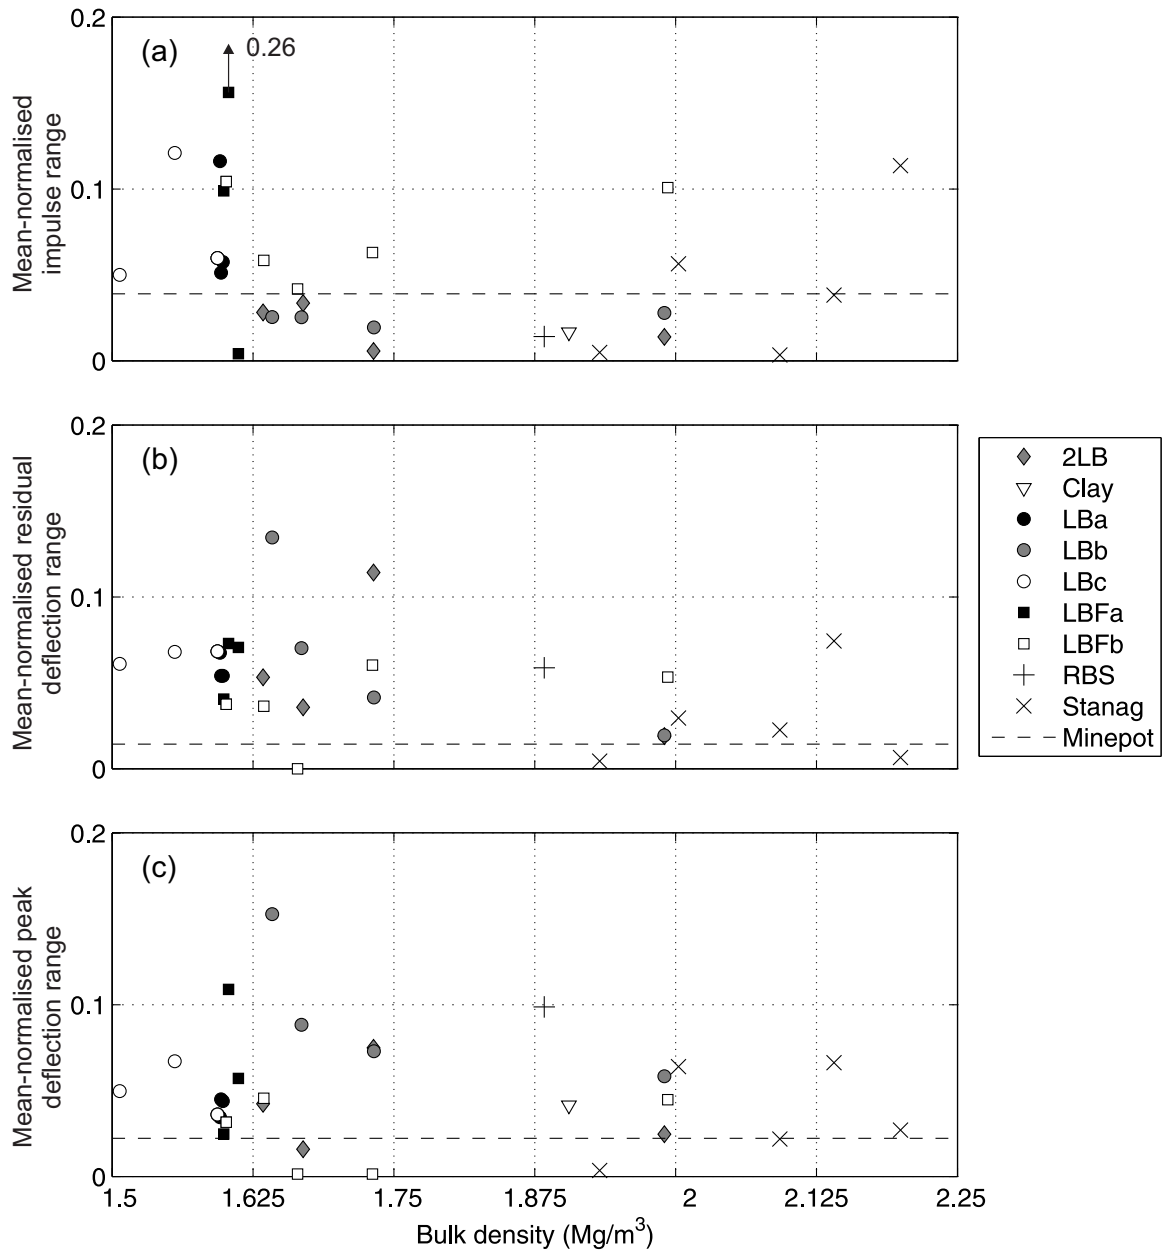 0.2
(a)
0.26
0.1
0
Mean-normalised
impulse range
0.2
(b)
0.1
0
Mean-normalised residual
deflection range
2LB
Clay
LBa
LBb
LBc
LBFa
LBFb
RBS
Stanag
Minepot
0.2
(c)
0.1
0
Mean-normalised peak
deflection range
1.5 1.625 1.75 1.875 2 2.125 2.25
Bulk density (Mg/m³)